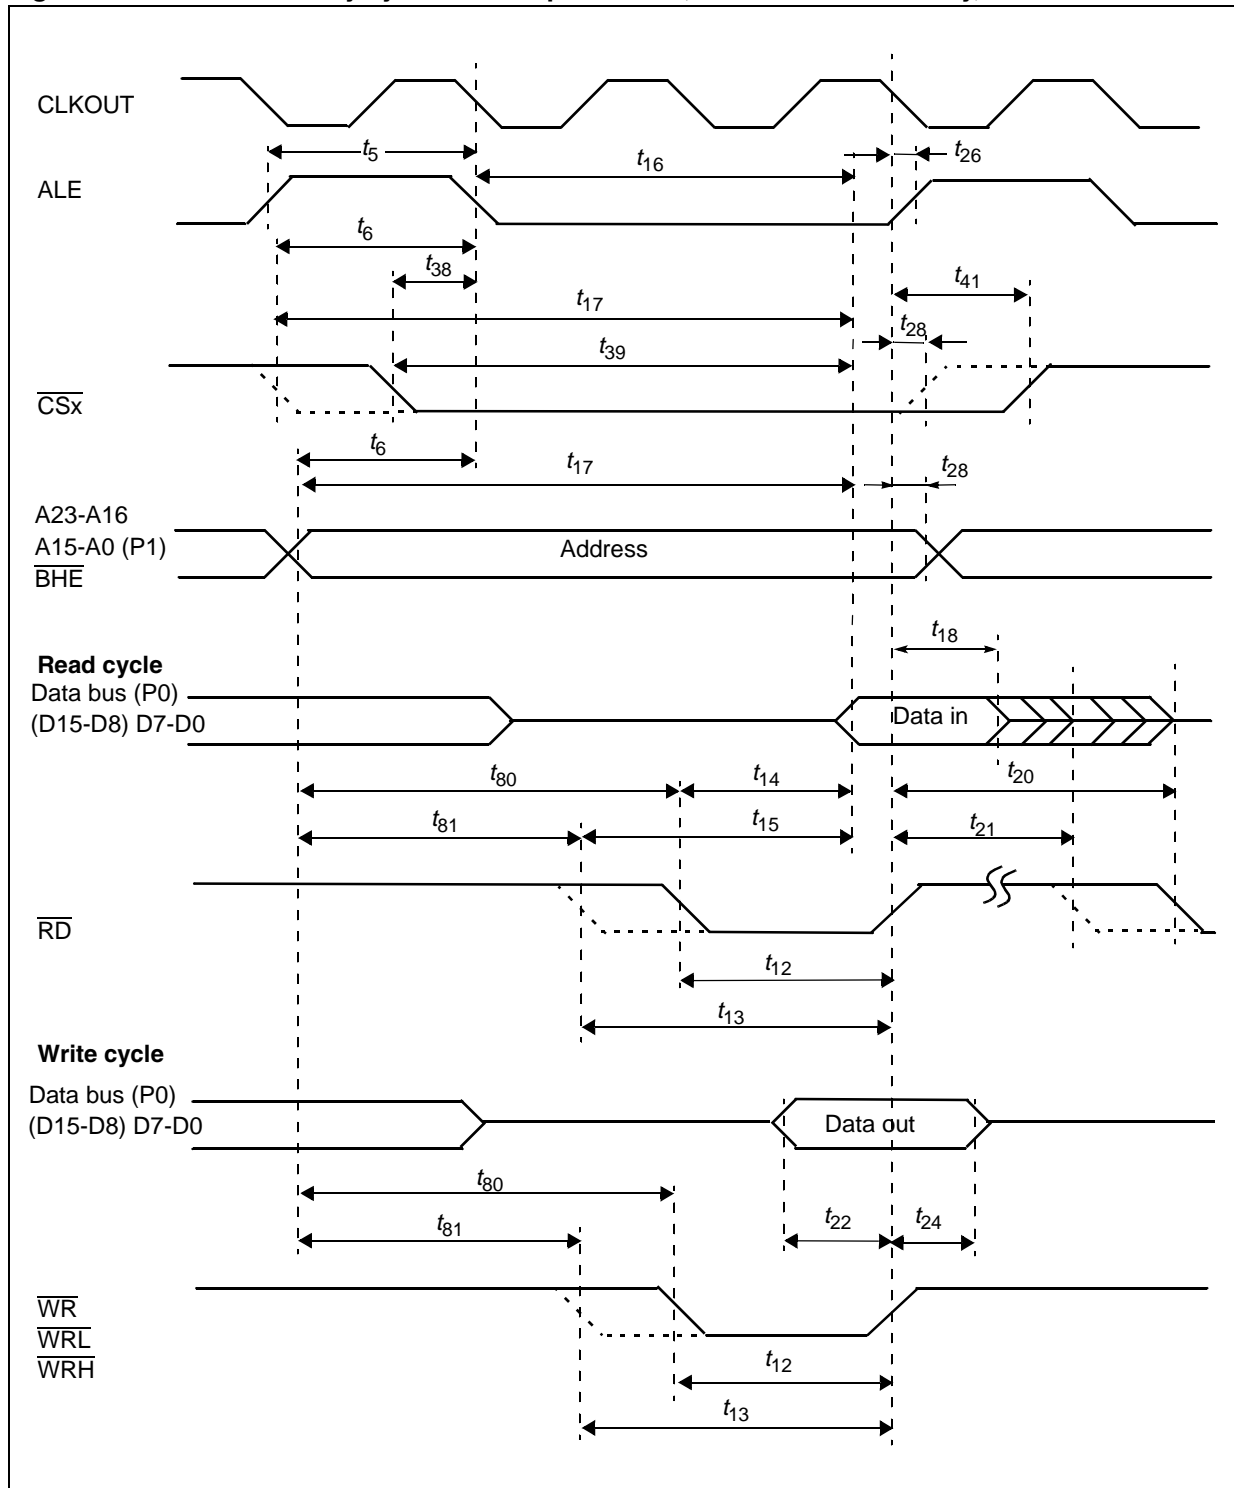 CLKOUT
t5
t16
t26
ALE
t6
t38
t41
t17
t28
t39
CSx
t6
t17
t28
A23-A16
A15-A0 (P1)
Address
BHE
t18
Read cycle
Data bus (P0)
Data in
(D15-D8) D7-D0
t80
t14
t20
t81
t15
t21
RD
t12
t13
Write cycle
Data bus (P0)
(D15-D8) D7-D0
Data out
t80
t22
t24
t81
WR
WRL
WRH
t12
t13